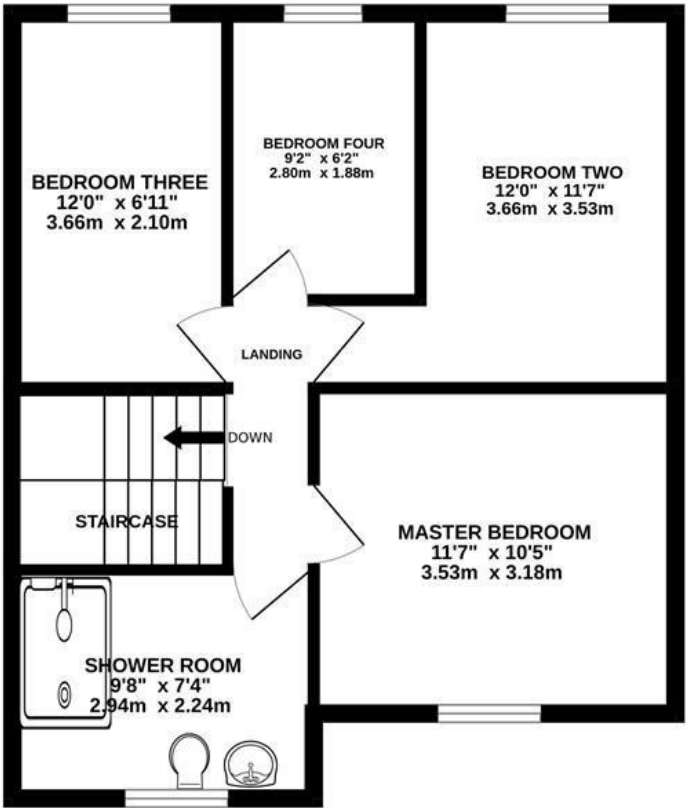 BEDROOM FOUR
9'2" x 6'2"
2.80m x 1.88m
BEDROOM THREE
12'0" x 6'11"
3.66m x 2.10m
BEDROOM TWO
12'0" x 11'7"
3.66m x 3.53m
LANDING
DOWN
STAIRCASE
MASTER BEDROOM
11'7" x 10'5"
3.53m x 3.18m
SHOWER ROOM
9'8" x 7'4"
2.94m x 2.24m